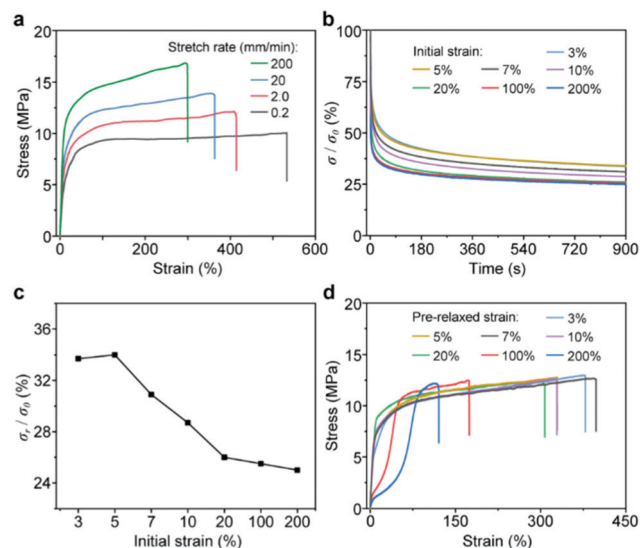 a
Stretch rate (mm/min):
200
20
2.0
0.2
Stress (MPa)
20
15
10
5
0
0 200 400 600
Strain (%)
b
Initial strain:
3%
5% 7% 10%
20% 100% 200%
σ / σ0 (%)
100
75
50
25
0
0 180 360 540 720 900
Time (s)
c
σr / σ0 (%)
36
32
28
24
3 5 7 10 20 100 200
Initial strain (%)
d
Pre-relaxed strain:
3%
5% 7% 10%
20% 100% 200%
Stress (MPa)
20
15
10
5
0
0 150 300 450
Strain (%)